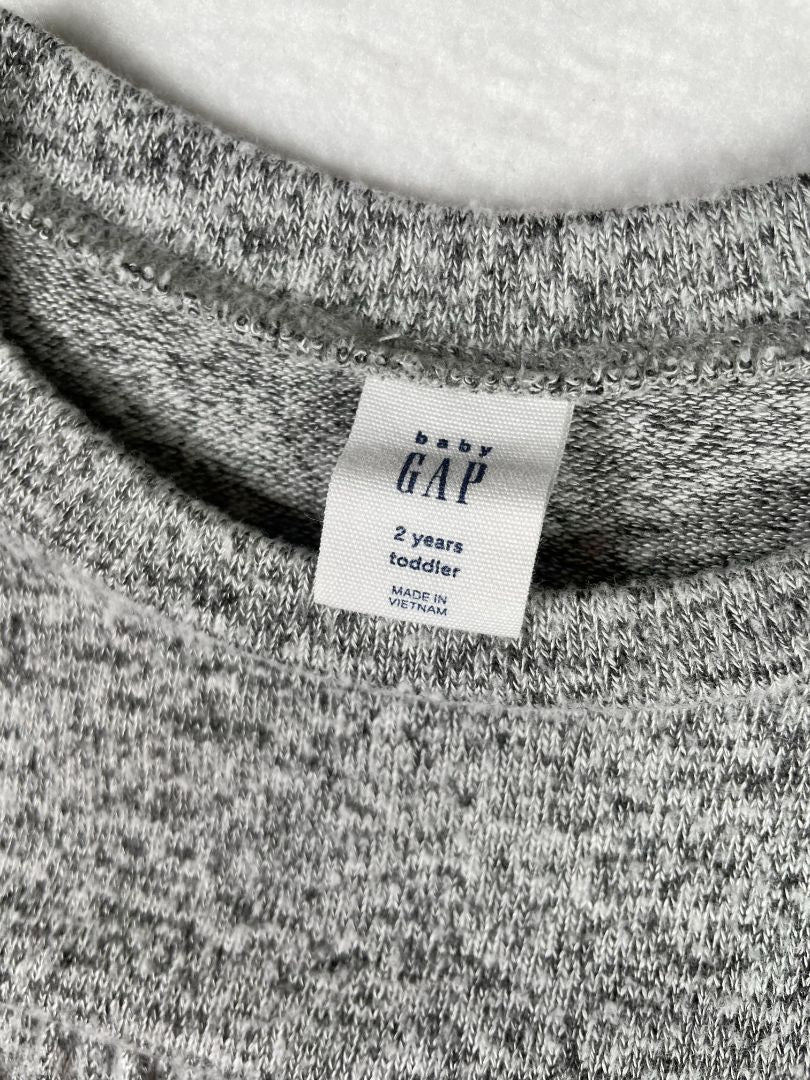 baby
GAP
2 years
toddler
MADE IN
VIETNAM